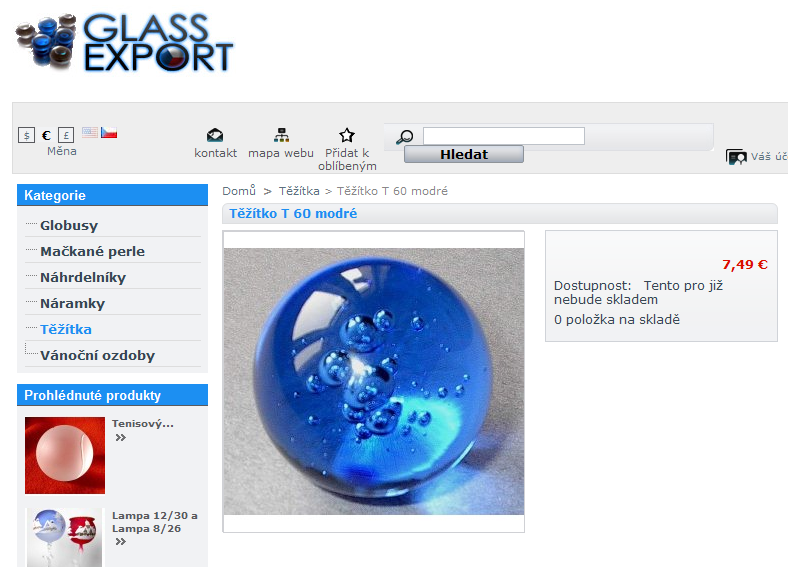 GLASS
EXPORT
$ € £
Měna
kontakt
mapa webu
Přidat k
oblíbeným
Hledat
Váš úč
Kategorie
Globusy
Mačkané perle
Náhrdelníky
Náramky
Těžítka
Vánoční ozdoby
Prohlédnuté produkty
Tenisový...
Lampa 12/30 a
Lampa 8/26
Domů > Těžítka > Těžítko T 60 modré
Těžítko T 60 modré
7,49 €
Dostupnost: Tento pro již
nebude skladem
0 položka na skladě